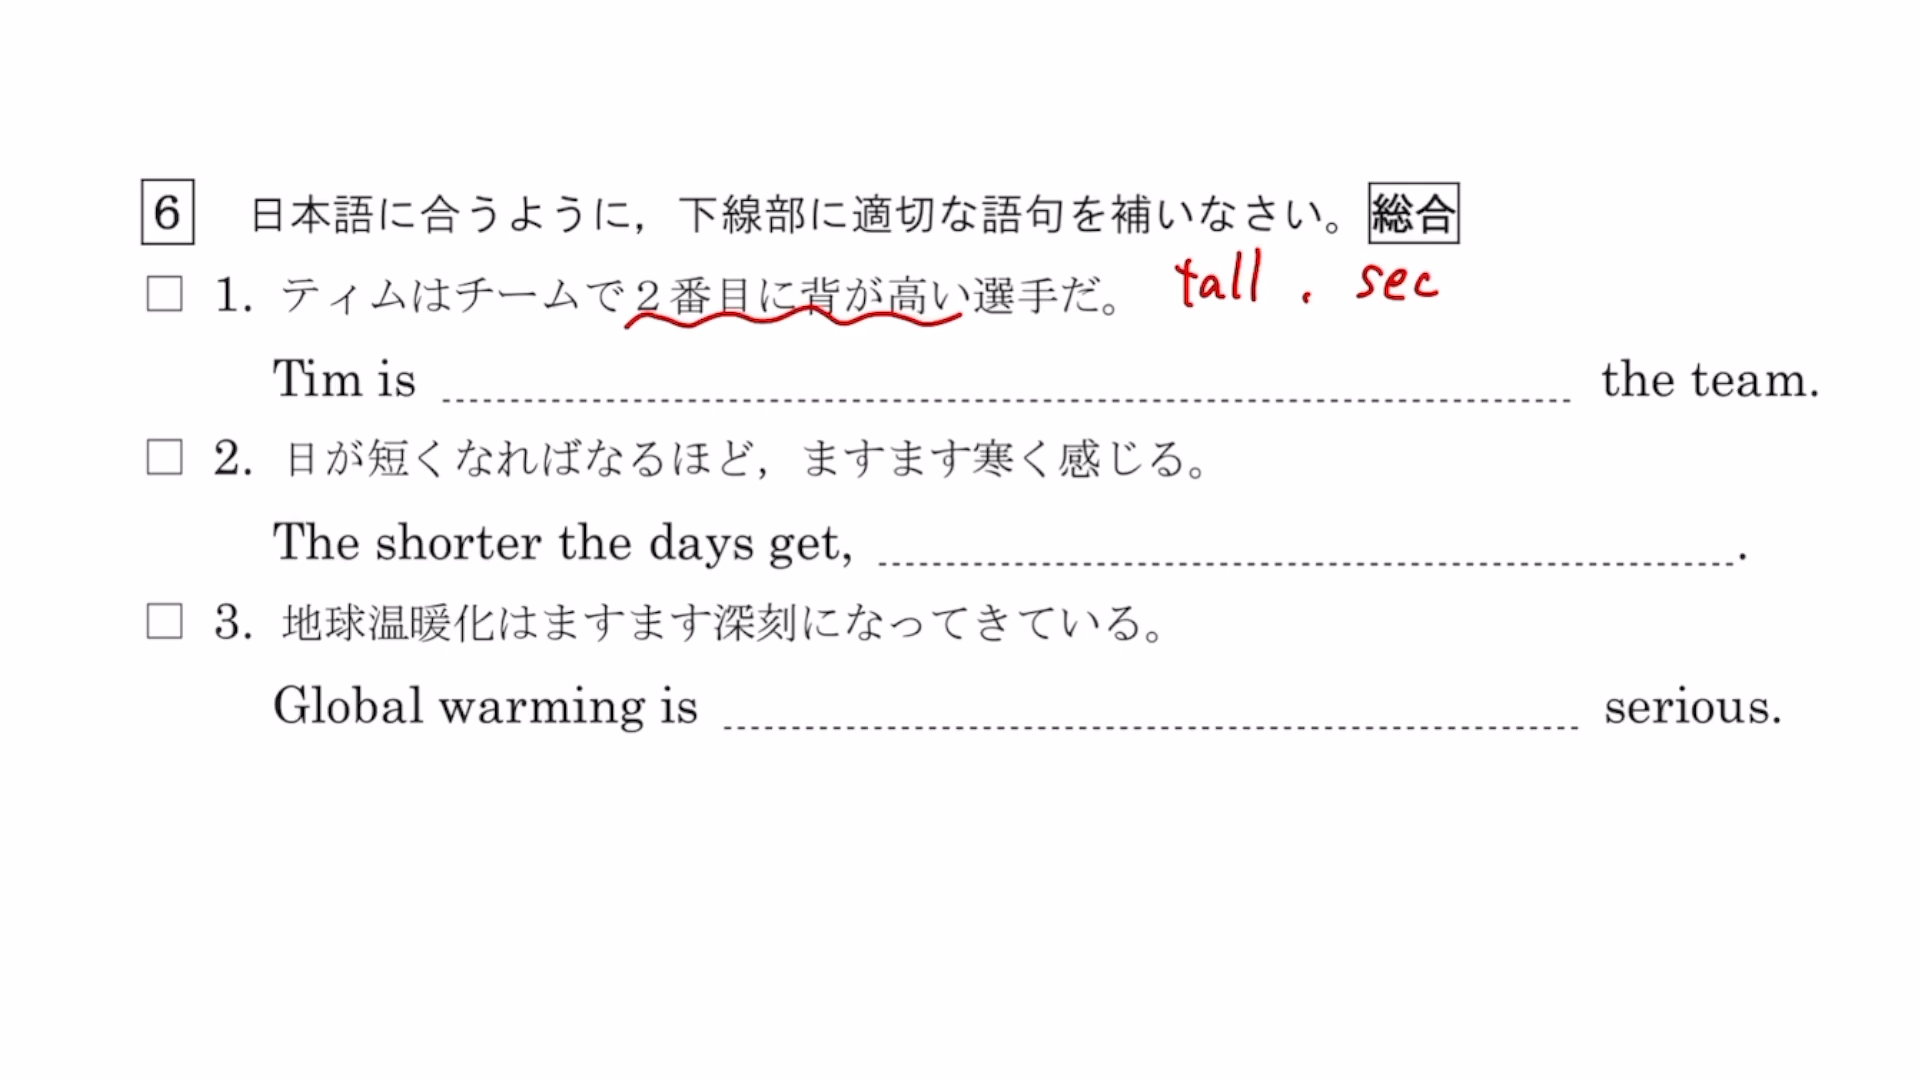 6 日本語に合うように，下線部に適切な語句を補いなさい。総合
□ 1. ティムはチームで２番目に背が高い選手だ。 tall . sec
Tim is the team.
□ 2. 日が短くなればなるほど，ますます寒く感じる。
The shorter the days get, .
□ 3. 地球温暖化はますます深刻になってきている。
Global warming is serious.